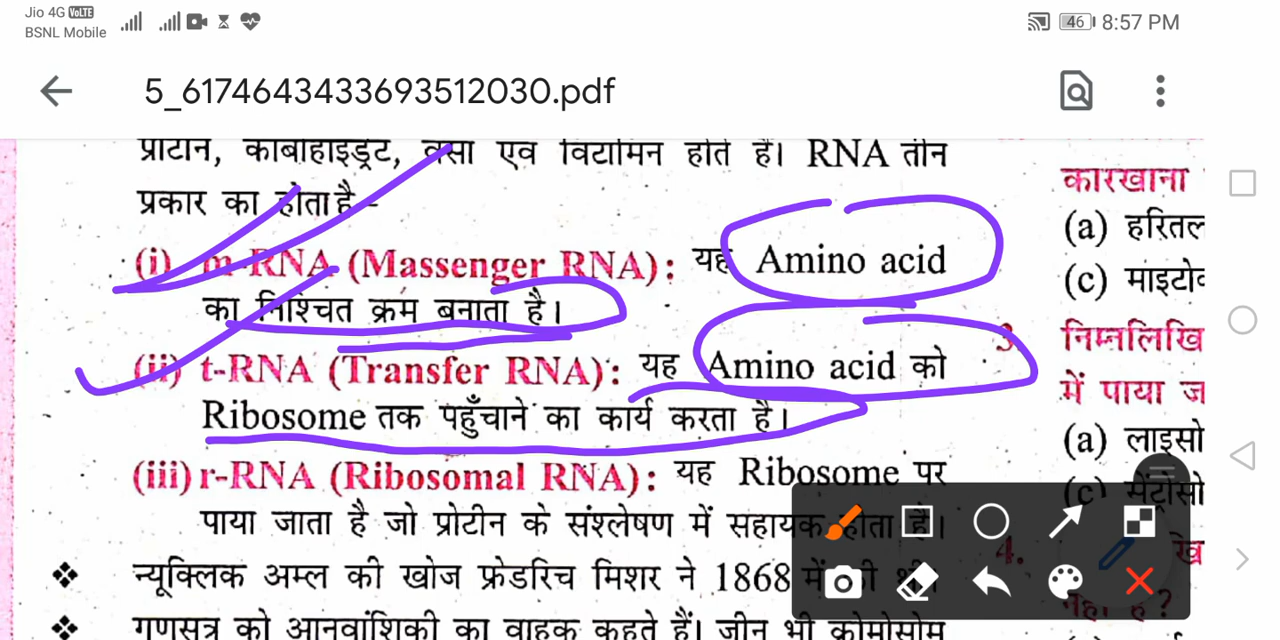 Jio 4G VoLTE
BSNL Mobile
46
8:57 PM
5_6174643433693512030.pdf
प्रोटीन, कार्बोहाइड्रेट, वसा एवं विटामिन होते हैं। RNA तीन
प्रकार का होता है–
(i) m-RNA (Massenger RNA): यह Amino acid
का निश्चित क्रम बनाता है।
(ii) t-RNA (Transfer RNA): यह Amino acid को
Ribosome तक पहुँचाने का कार्य करता है।
(iii) r-RNA (Ribosomal RNA): यह Ribosome पर
पाया जाता है जो प्रोटीन के संश्लेषण में सहायक होता है।
❖ न्यूक्लिक अम्ल की खोज फ्रेडरिच मिशर ने 1868 में की थी।
❖ गुणसूत्र को आनुवांशिकी का वाहक कहते हैं। जीन भी क्रोमोसोम
कारखाना
(a) हरितल
(c) माइटो
3. निम्नलिखि
में पाया ज
(a) लाइसो
(c) सेंट्रोसो
4.